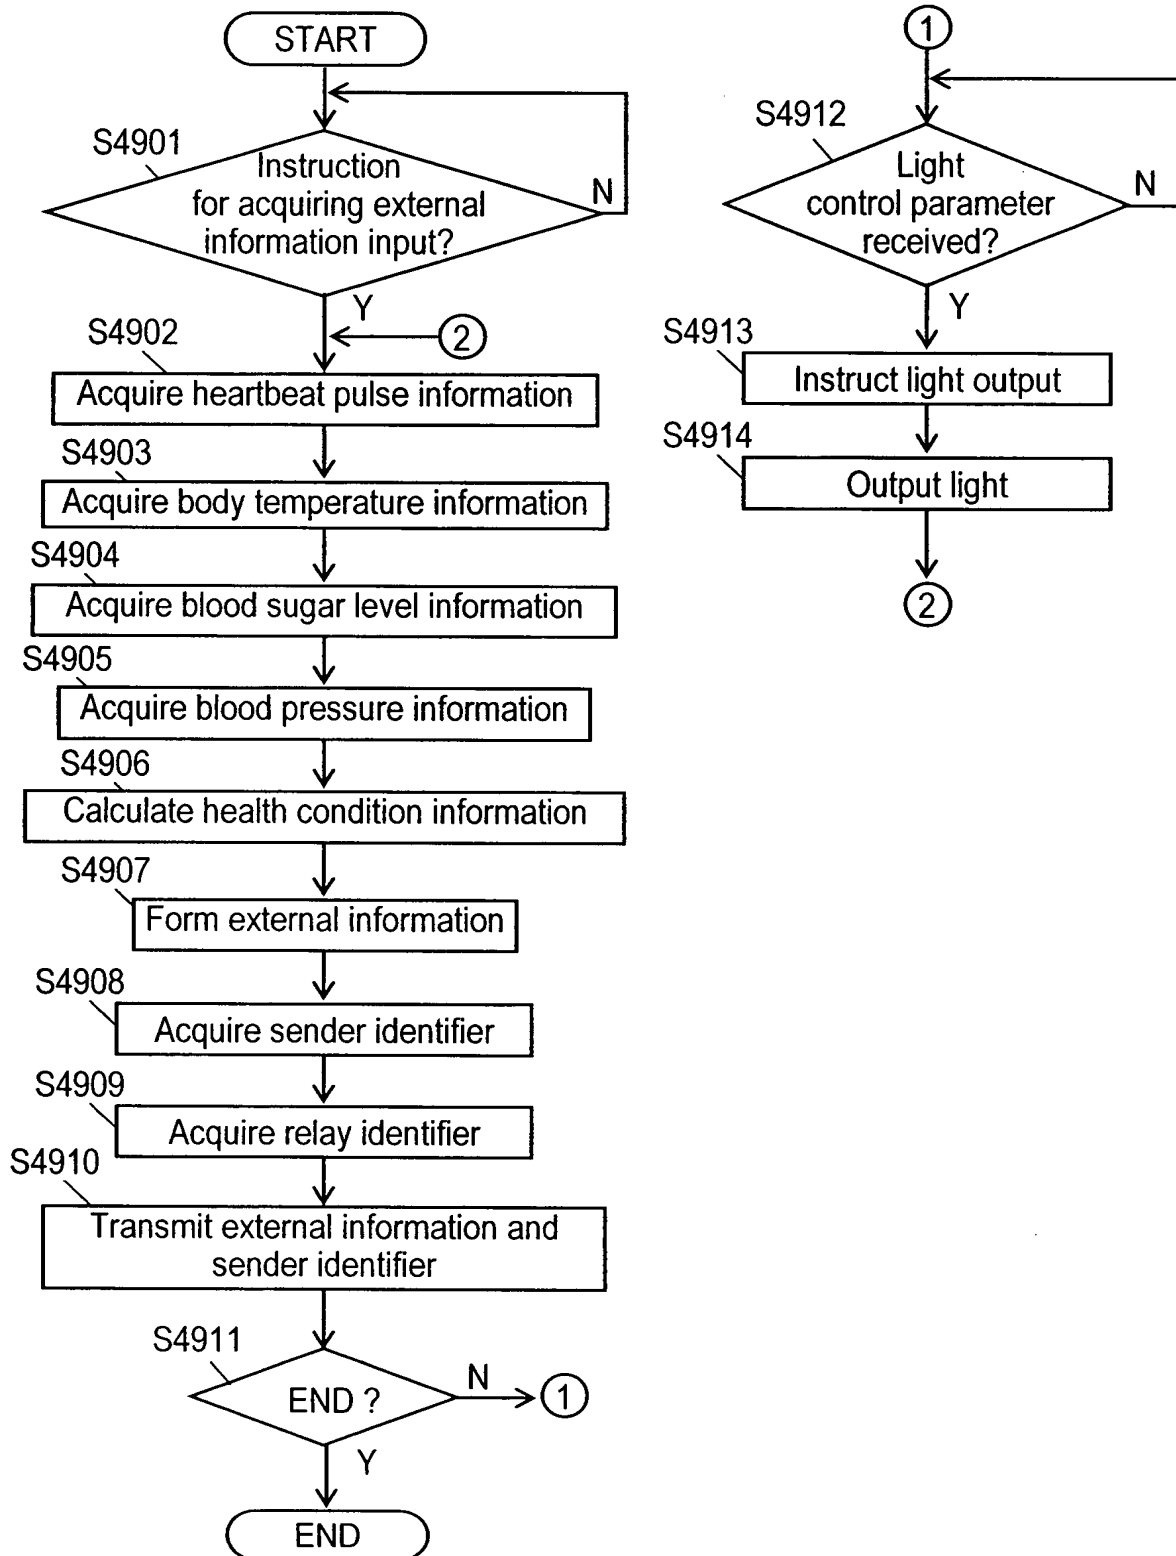 START
S4901
Instruction
for acquiring external
information input?
N
Y
2
S4902
Acquire heartbeat pulse information
S4903
Acquire body temperature information
S4904
Acquire blood sugar level information
S4905
Acquire blood pressure information
S4906
Calculate health condition information
S4907
Form external information
S4908
Acquire sender identifier
S4909
Acquire relay identifier
S4910
Transmit external information and
sender identifier
S4911
END ?
N
1
Y
END
1
S4912
Light
control parameter
received?
N
Y
S4913
Instruct light output
S4914
Output light
2